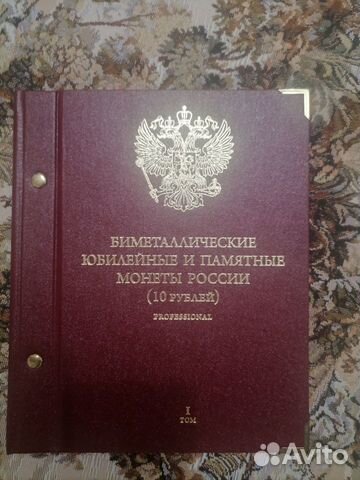 БИМЕТАЛЛИЧЕСКИЕ
ЮБИЛЕЙНЫЕ И ПАМЯТНЫЕ
МОНЕТЫ РОССИИ
(10 РУБЛЕЙ)
PROFESSIONAL
I
ТОМ
Avito